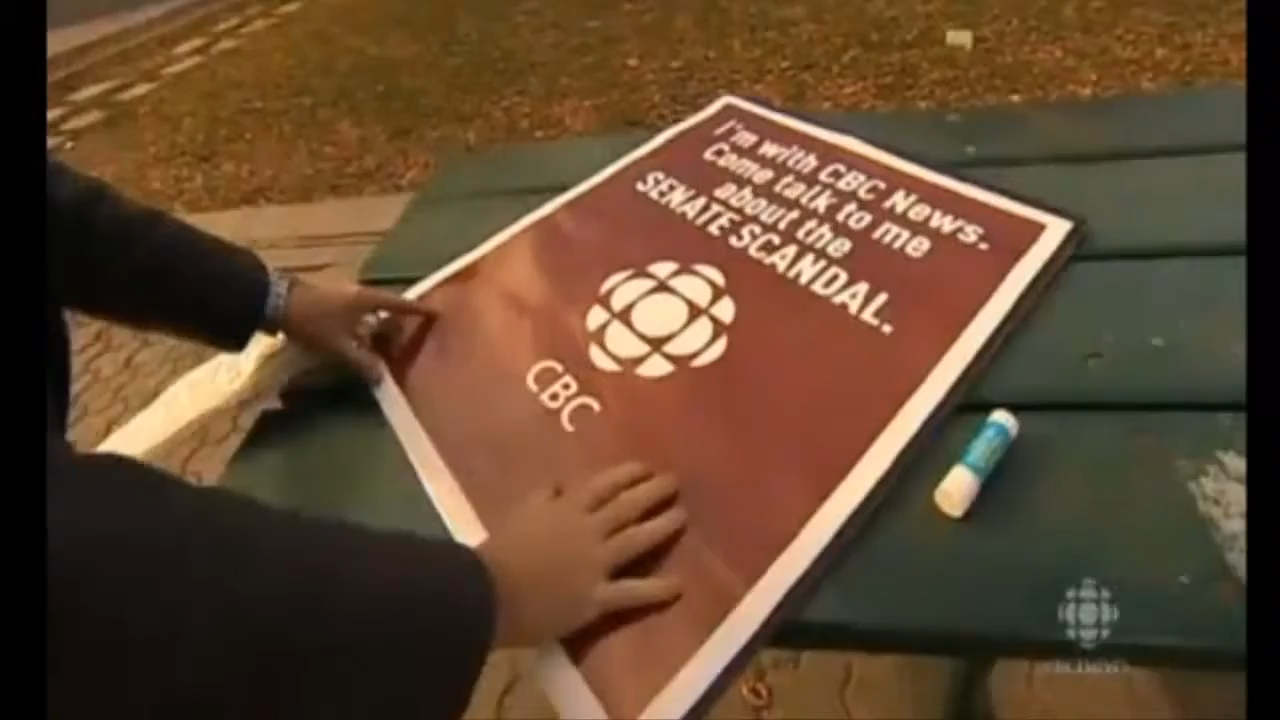 I'm with CBC News.
Come talk to me
about the
SENATE SCANDAL.
CBC